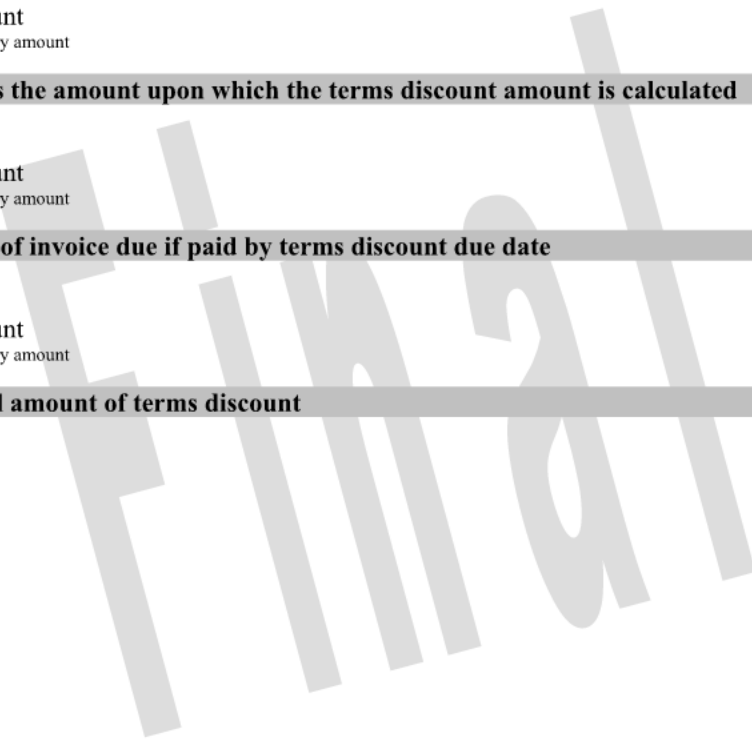 unt
y amount
s the amount upon which the terms discount amount is calculated
unt
y amount
of invoice due if paid by terms discount due date
unt
y amount
l amount of terms discount
Final